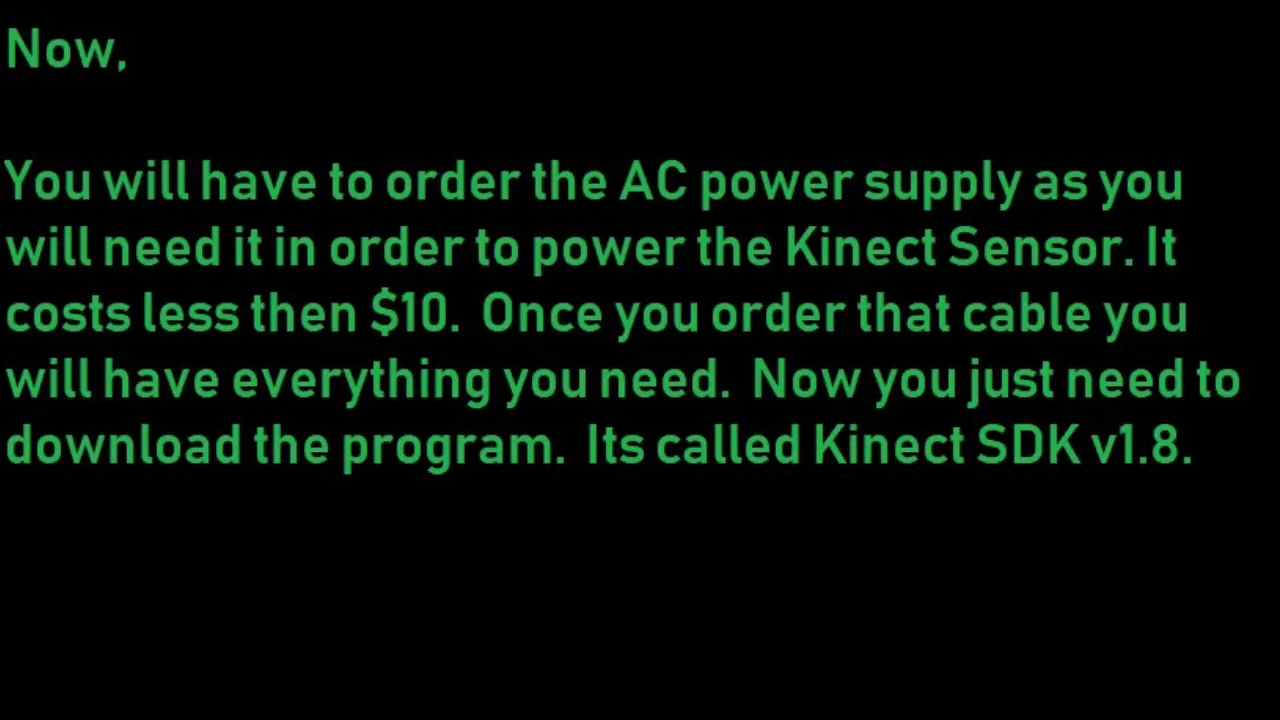 Now,
You will have to order the AC power supply as you
will need it in order to power the Kinect Sensor. It
costs less then $10.  Once you order that cable you
will have everything you need.  Now you just need to
download the program.  Its called Kinect SDK v1.8.